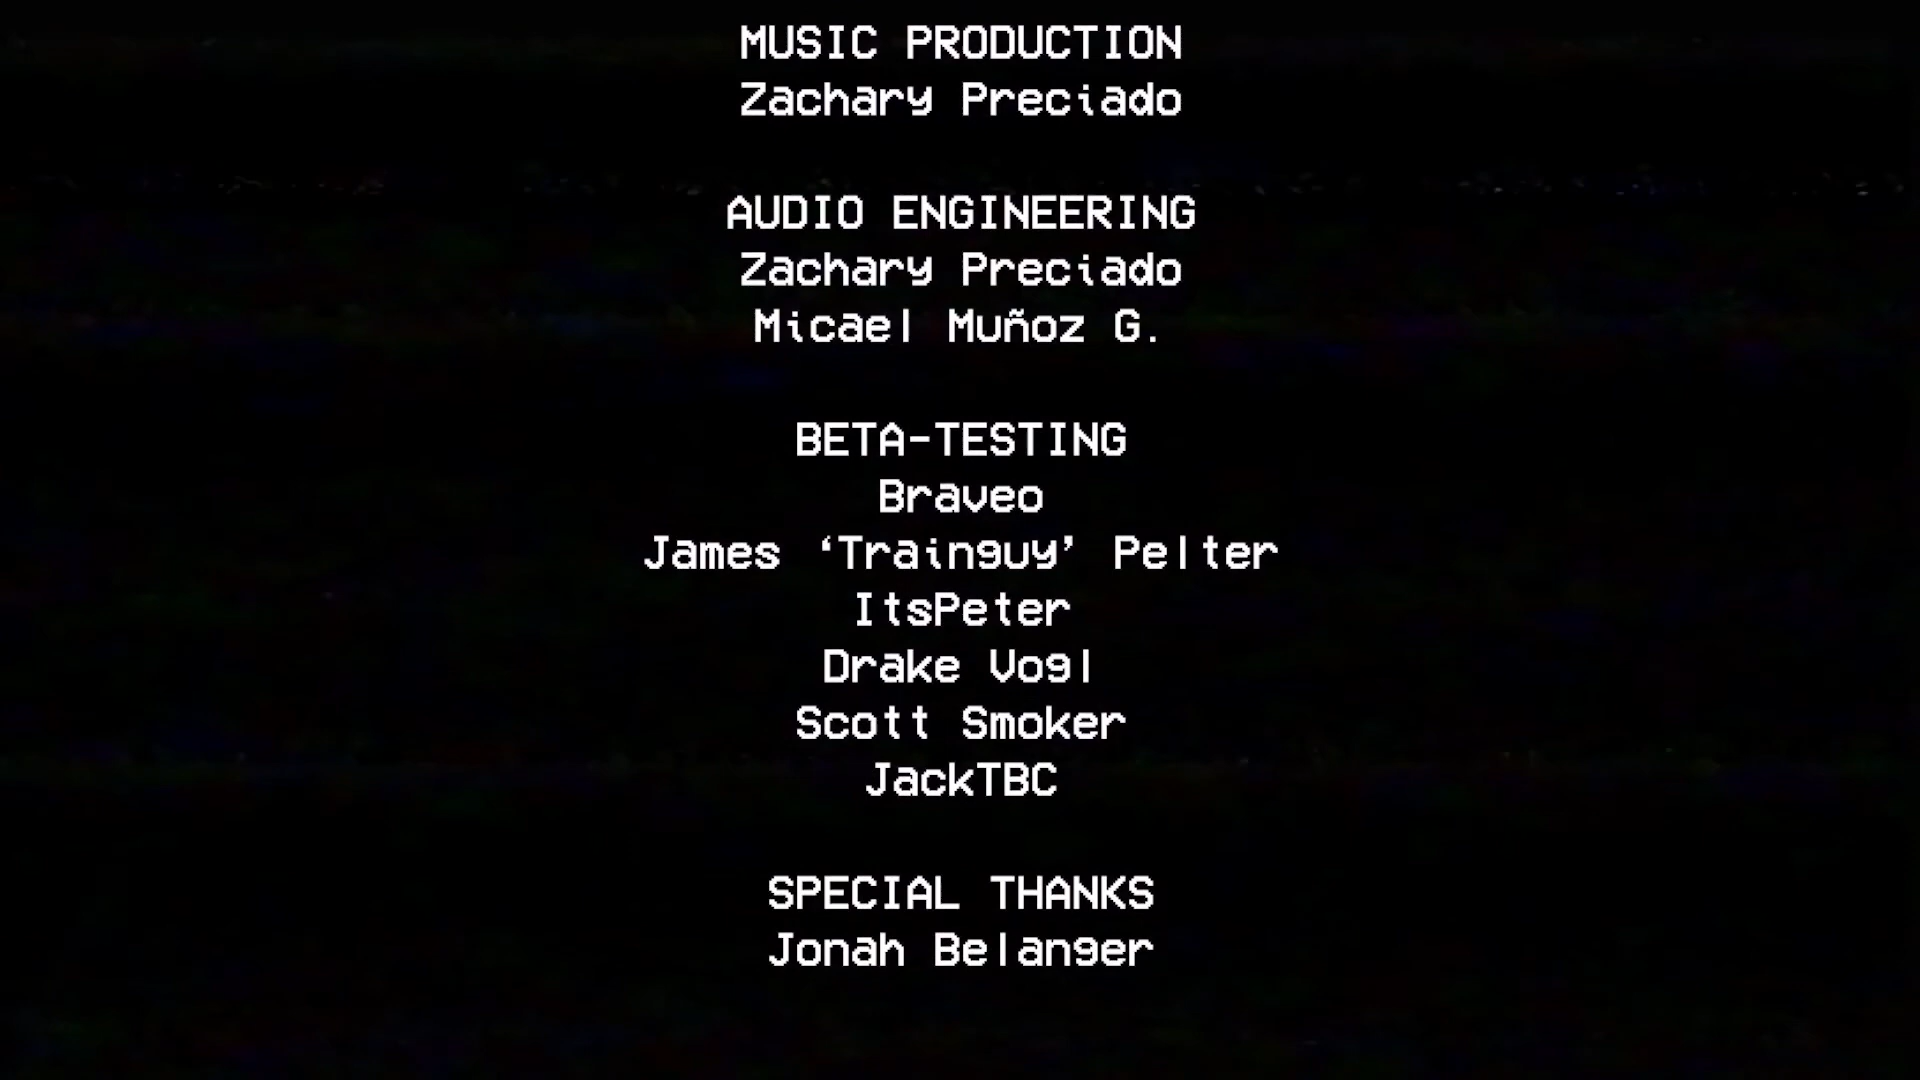 MUSIC PRODUCTION
Zachary Preciado
AUDIO ENGINEERING
Zachary Preciado
Micael Muñoz G.
BETA-TESTING
Braveo
James ‘Trainguy’ Pelter
ItsPeter
Drake Vogl
Scott Smoker
JackTBC
SPECIAL THANKS
Jonah Belanger